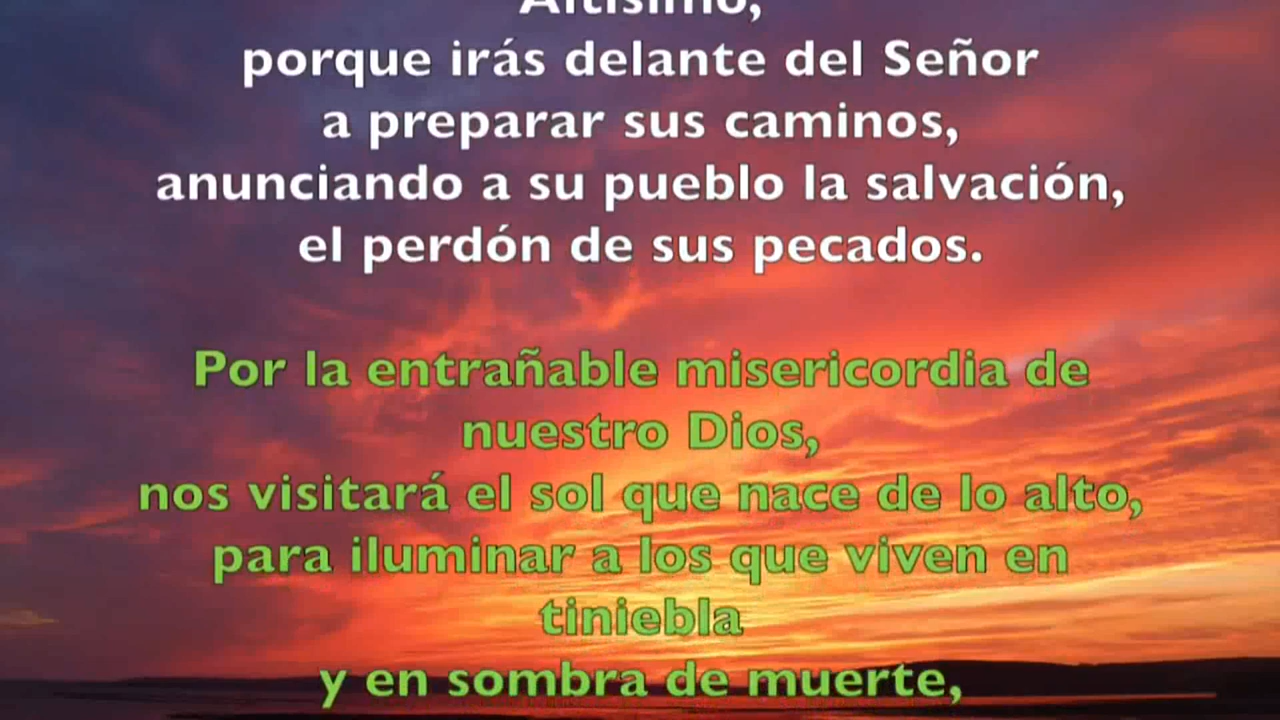 Altísimo,
porque irás delante del Señor
a preparar sus caminos,
anunciando a su pueblo la salvación,
el perdón de sus pecados.
Por la entrañable misericordia de
nuestro Dios,
nos visitará el sol que nace de lo alto,
para iluminar a los que viven en
tiniebla
y en sombra de muerte,